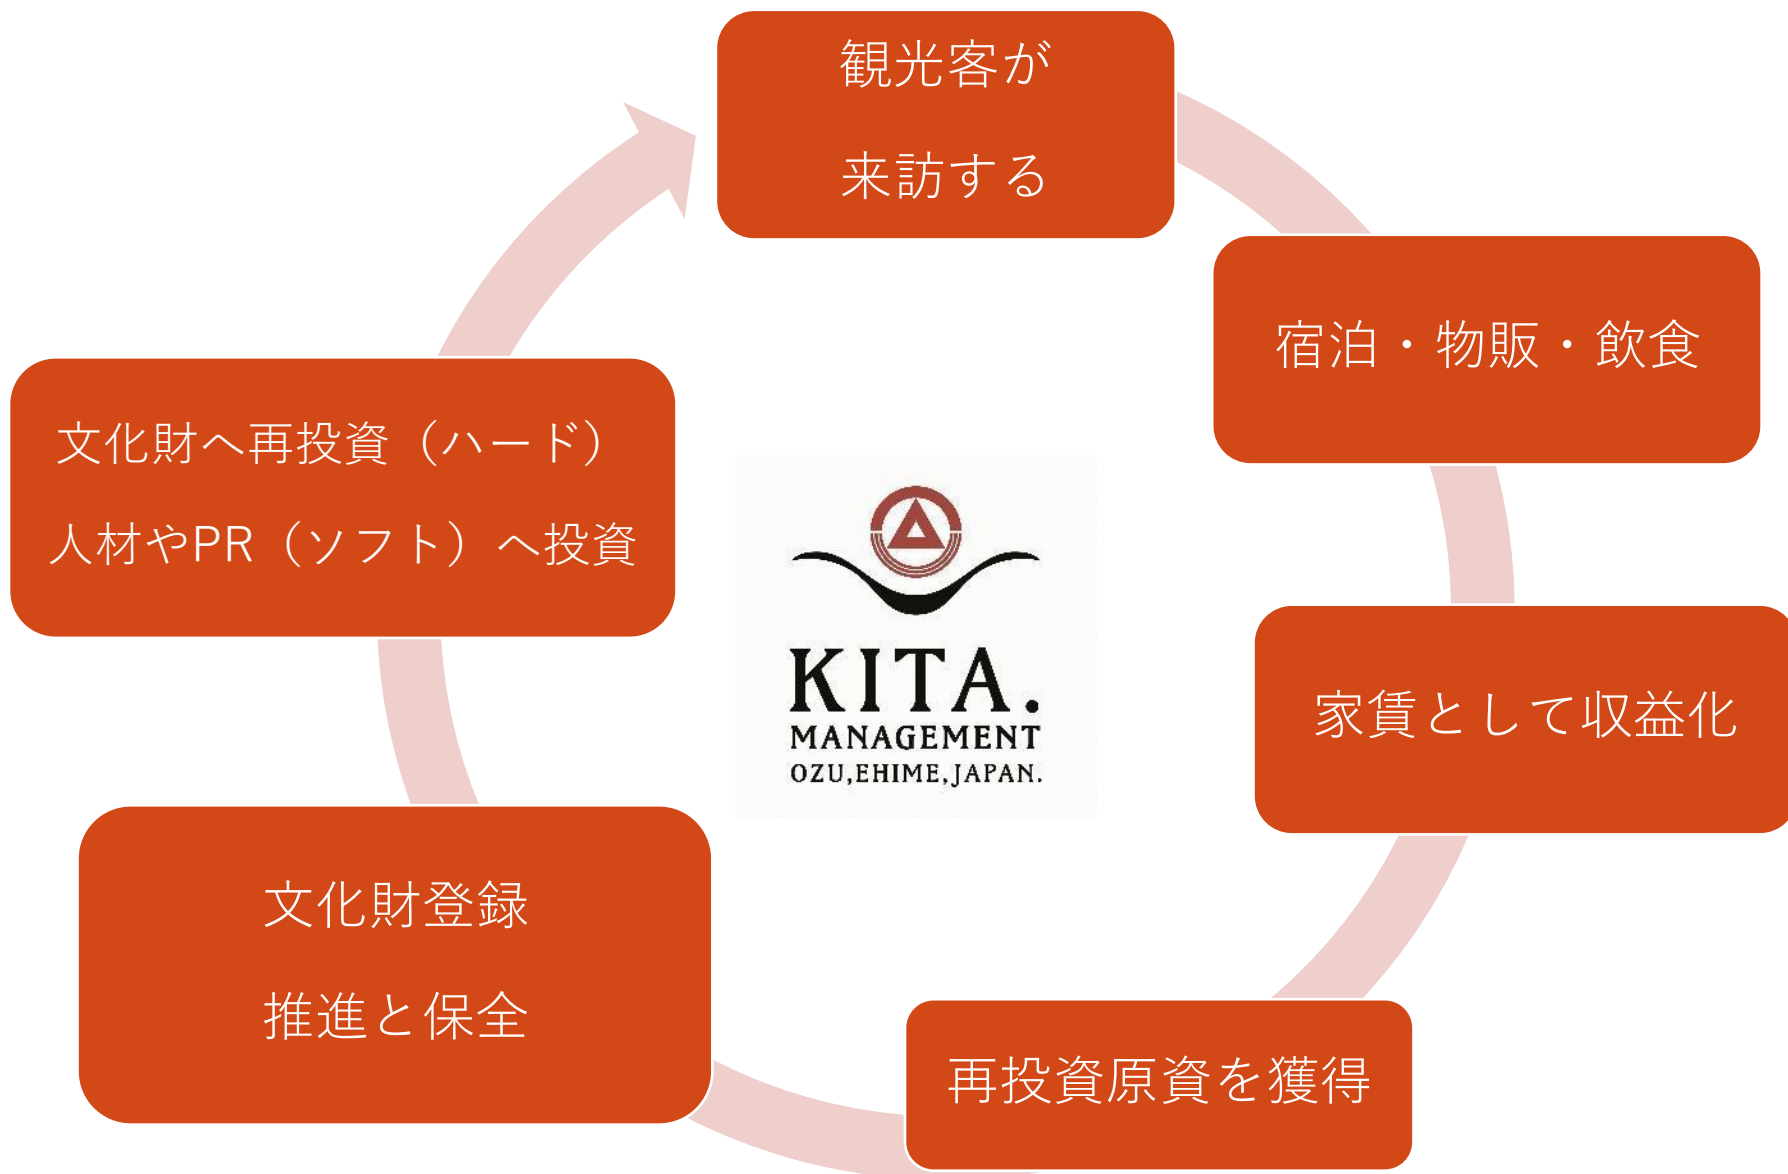 観光客が
来訪する
宿泊・物販・飲食
家賃として収益化
再投資原資を獲得
文化財登録
推進と保全
文化財へ再投資（ハード）
人材やPR（ソフト）へ投資
KITA.
MANAGEMENT
OZU,EHIME,JAPAN.